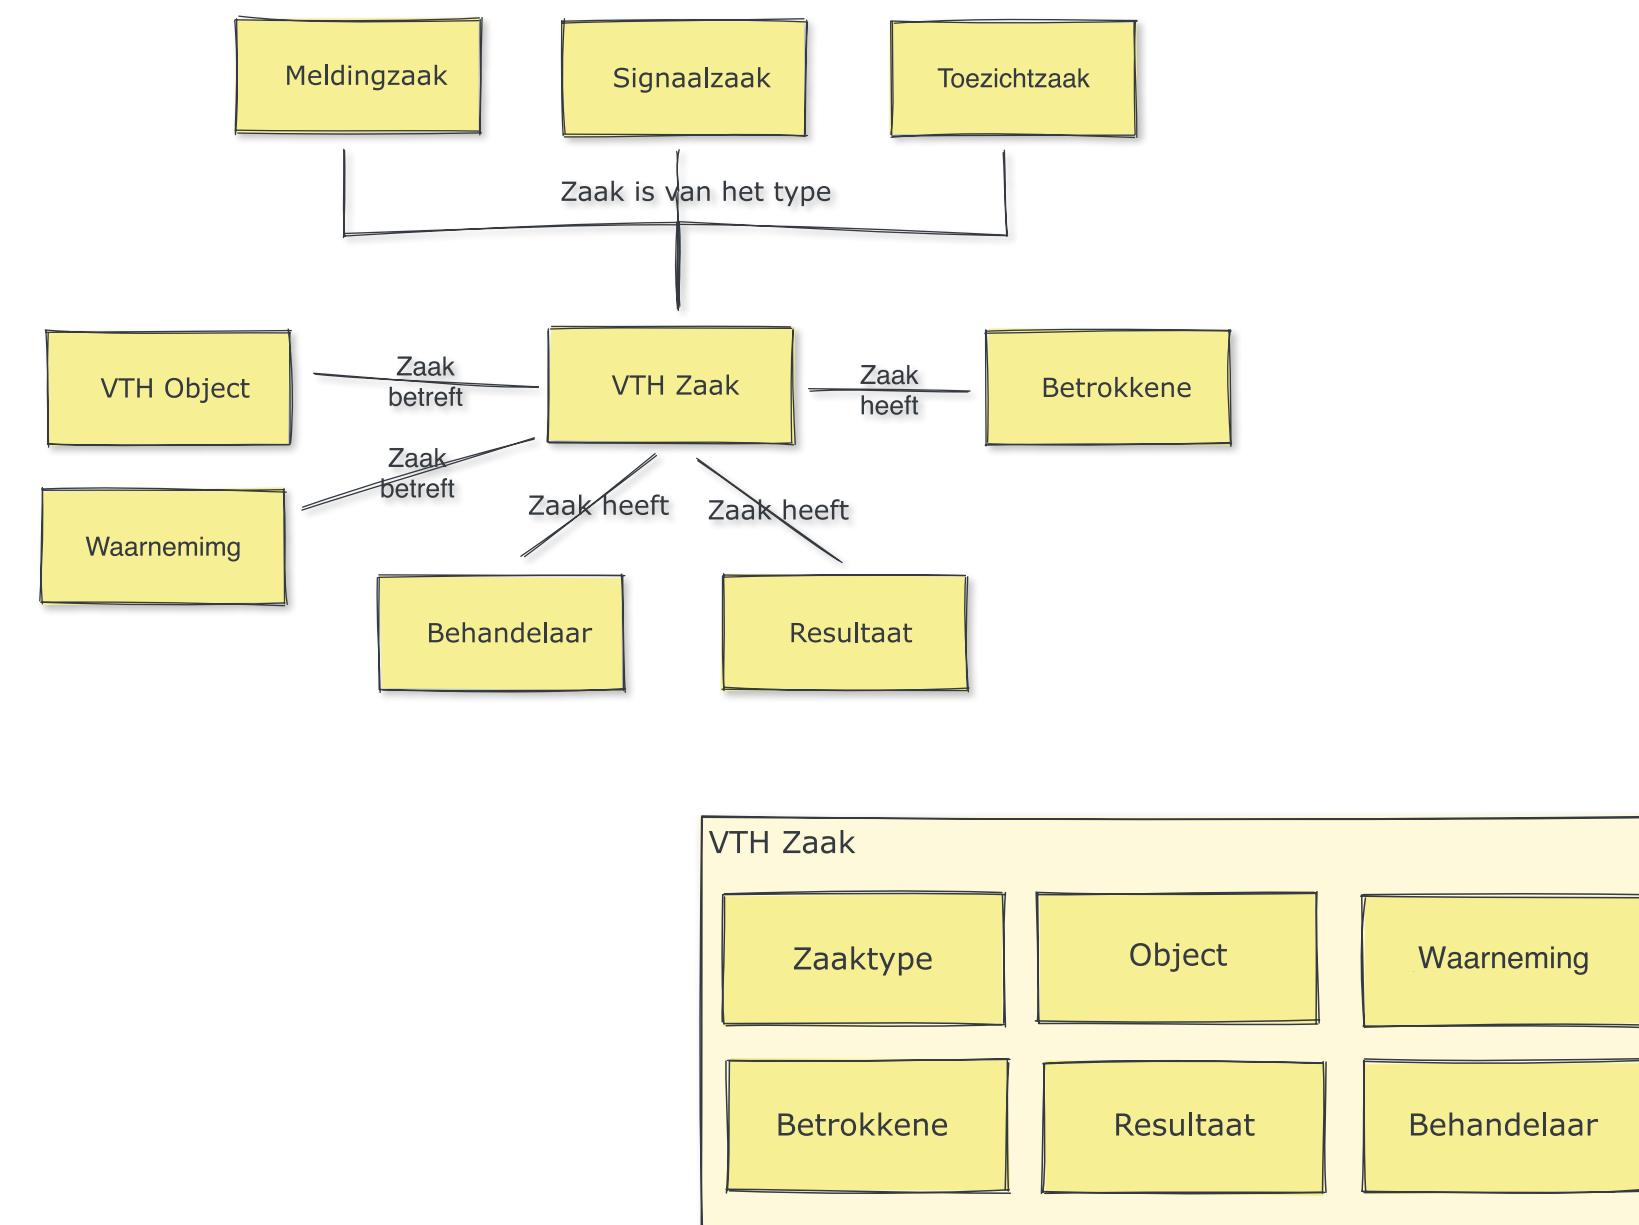 Meldingzaak
Signaalzaak
Toezichtzaak
Zaak is van het type
VTH Object
Zaak
betreft
VTH Zaak
Zaak
heeft
Betrokkene
Zaak
betreft
Waarnemimg
Zaak heeft
Zaak heeft
Behandelaar
Resultaat
VTH Zaak
Zaaktype
Object
Waarneming
Betrokkene
Resultaat
Behandelaar